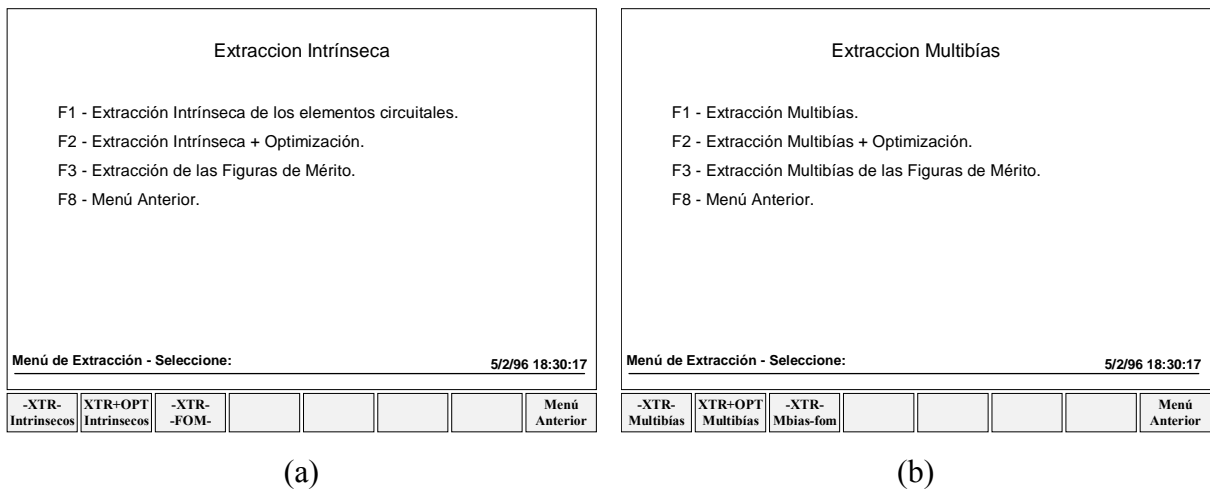 Extraccion Intrínseca
F1 - Extracción Intrínseca de los elementos circuitales.
F2 - Extracción Intrínseca + Optimización.
F3 - Extracción de las Figuras de Mérito.
F8 - Menú Anterior.
Menú de Extracción - Seleccione:
5/2/96 18:30:17
-XTR-
Intrinsecos
XTR+OPT
Intrinsecos
-XTR-
-FOM-
Menú
Anterior
(a)
Extraccion Multibías
F1 - Extracción Multibías.
F2 - Extracción Multibías + Optimización.
F3 - Extracción Multibías de las Figuras de Mérito.
F8 - Menú Anterior.
Menú de Extracción - Seleccione:
5/2/96 18:30:17
-XTR-
Multibías
XTR+OPT
Multibías
-XTR-
Mbias-fom
Menú
Anterior
(b)